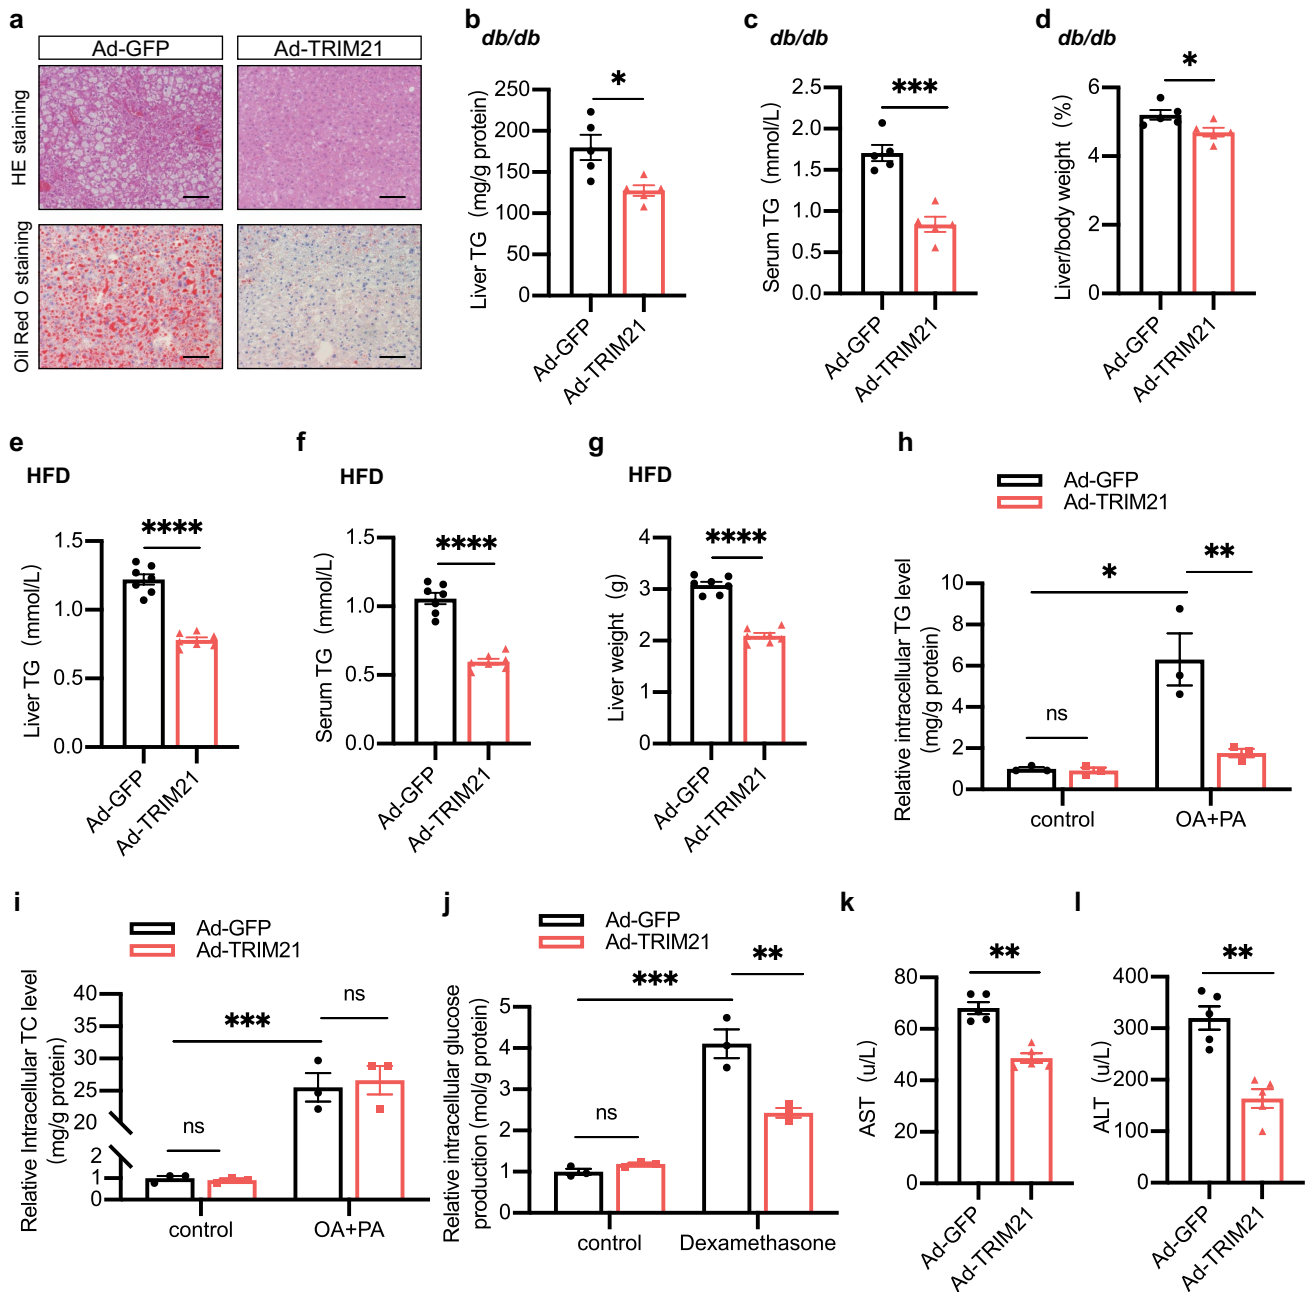 a
Ad-GFP
Ad-TRIM21
HE staining
Oil Red O staining
b
db/db
*
Liver TG (mg/g protein)
250
200
150
100
50
0
Ad-GFP
Ad-TRIM21
c
db/db
***
Serum TG (mmol/L)
2.5
2.0
1.5
1.0
0.5
0.0
Ad-GFP
Ad-TRIM21
d
db/db
*
Liver/body weight (%)
6
4
2
0
Ad-GFP
Ad-TRIM21
e
HFD
****
Liver TG (mmol/L)
1.5
1.0
0.5
0.0
Ad-GFP
Ad-TRIM21
f
HFD
****
Serum TG (mmol/L)
1.5
1.0
0.5
0.0
Ad-GFP
Ad-TRIM21
g
HFD
****
Liver weight (g)
4
3
2
1
0
Ad-GFP
Ad-TRIM21
h
Ad-GFP
Ad-TRIM21
**
*
ns
Relative intracellular TG level
(mg/g protein)
10
8
6
4
2
0
control
OA+PA
i
Ad-GFP
Ad-TRIM21
ns
***
ns
Relative Intracellular TC level
(mg/g protein)
40
35
30
25
20
2
1
0
control
OA+PA
j
Ad-GFP
Ad-TRIM21
**
***
ns
Relative intracellular glucose
production (mol/g protein)
5
4
3
2
1
0
control
Dexamethasone
k
**
AST (u/L)
80
60
40
20
0
Ad-GFP
Ad-TRIM21
l
**
ALT (u/L)
400
300
200
100
0
Ad-GFP
Ad-TRIM21